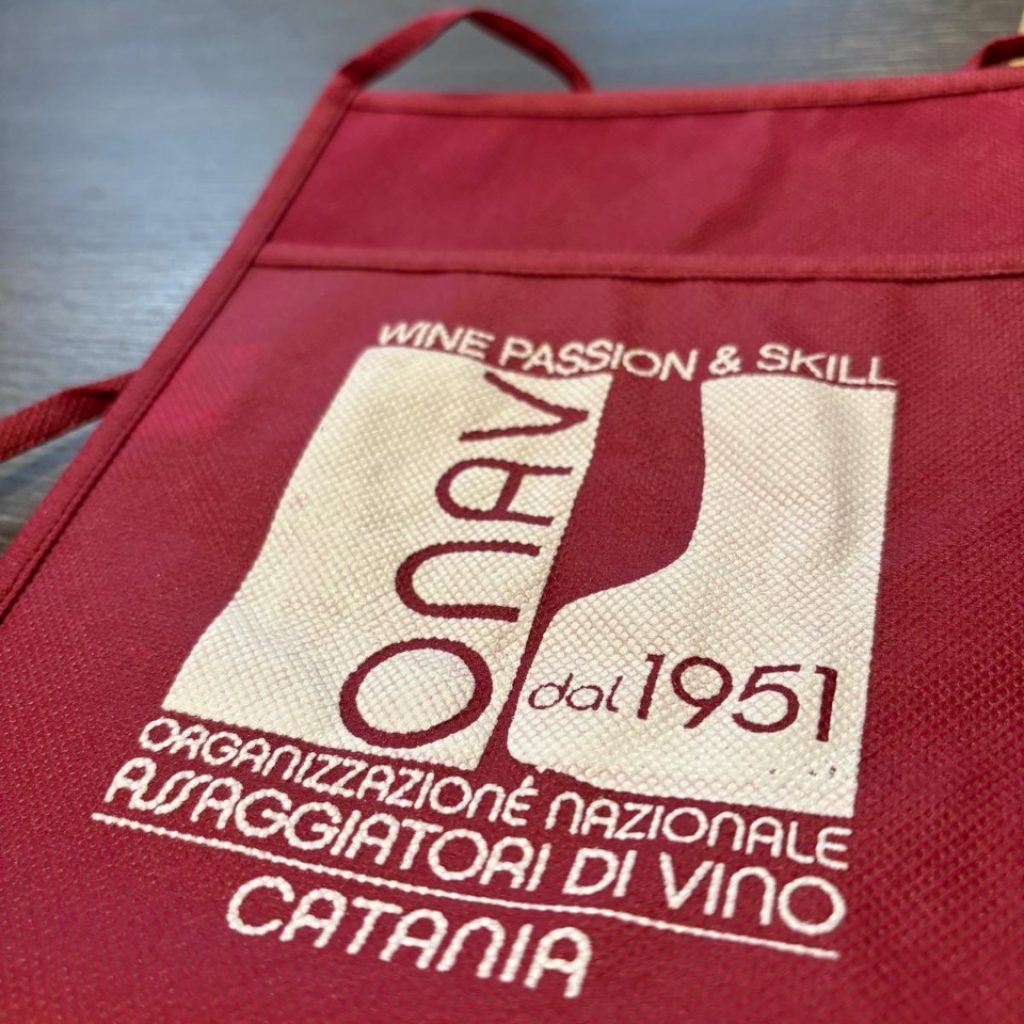 WINE PASSION & SKILL
ONAV
dal 1951
ORGANIZZAZIONE NAZIONALE
ASSAGGIATORI DI VINO
CATANIA